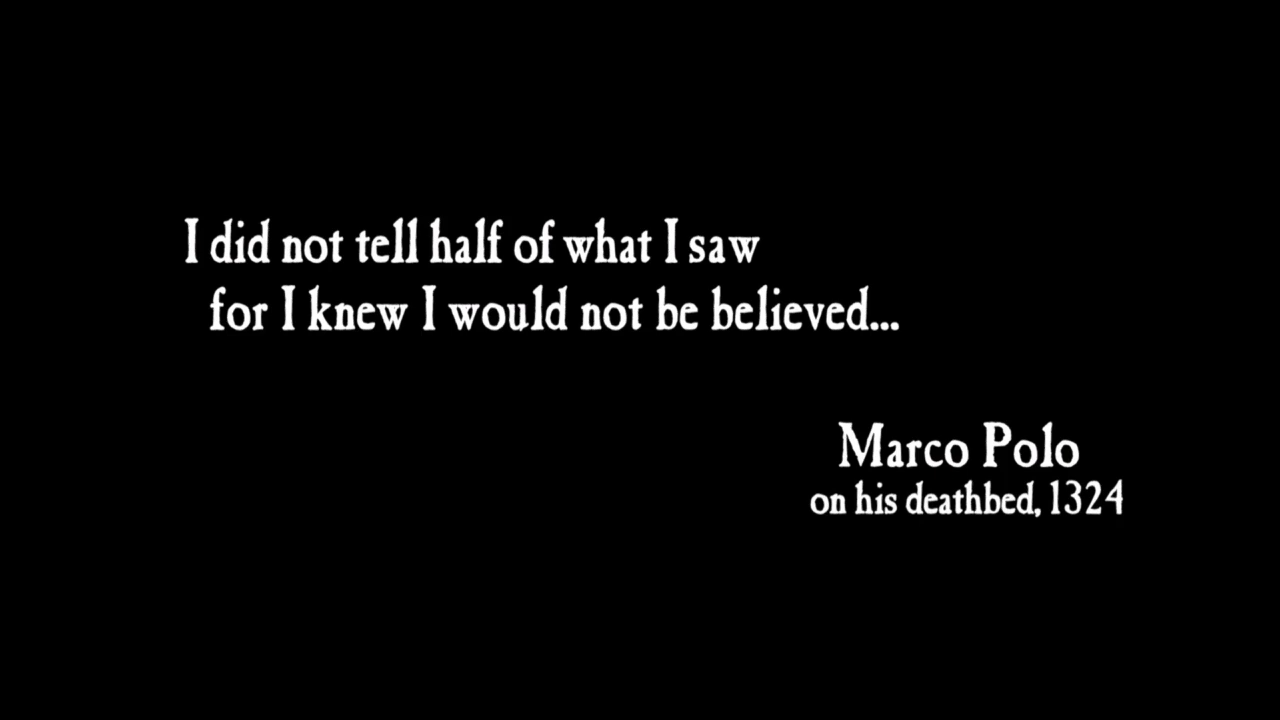 I did not tell half of what I saw
for I knew I would not be believed...
Marco Polo
on his deathbed, 1324